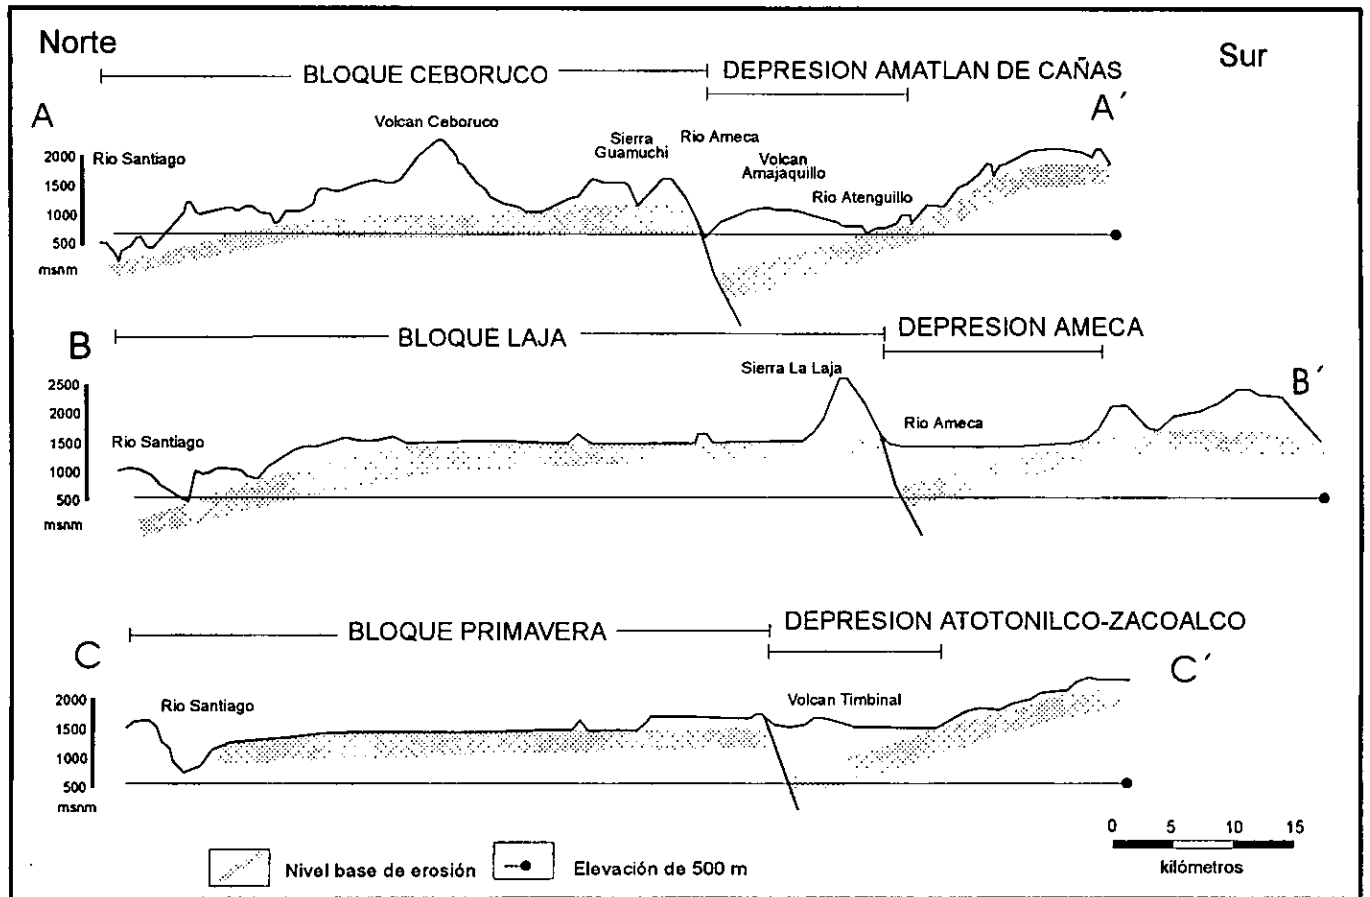 Norte
Sur
BLOQUE CEBORUCO
DEPRESION AMATLAN DE CAÑAS
A
A´
Volcan Ceboruco
Sierra
Guamuchi
Rio Ameca
Rio Santiago
Volcan
Amajaquillo
Rio Atenguillo
2000
1500
1000
500
msnm
BLOQUE LAJA
DEPRESION AMECA
B
B´
Sierra La Laja
Rio Santiago
Rio Ameca
2500
2000
1500
1000
500
msnm
BLOQUE PRIMAVERA
DEPRESION ATOTONILCO-ZACOALCO
C
C´
Rio Santiago
Volcan Timbinal
2000
1500
1000
500
msnm
0 5 10 15
kilómetros
Nivel base de erosión
Elevación de 500 m